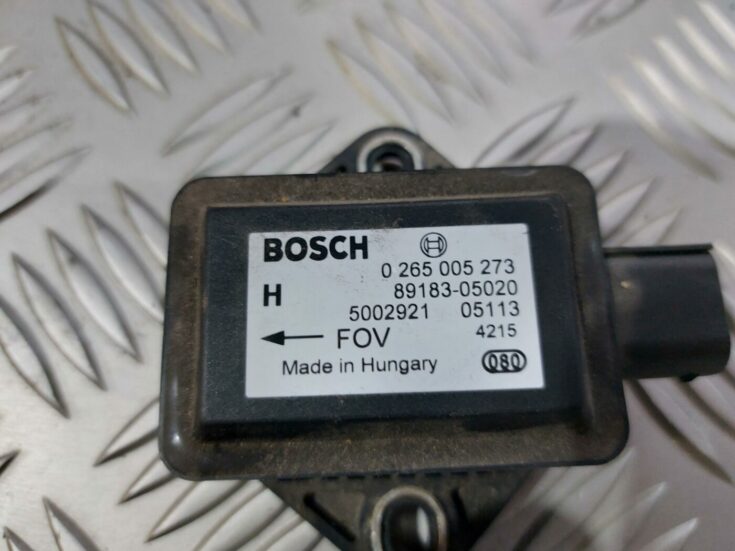 BOSCH
0 265 005 273
H 89183-05020
5002921 05113
← FOV 4215
Made in Hungary 080